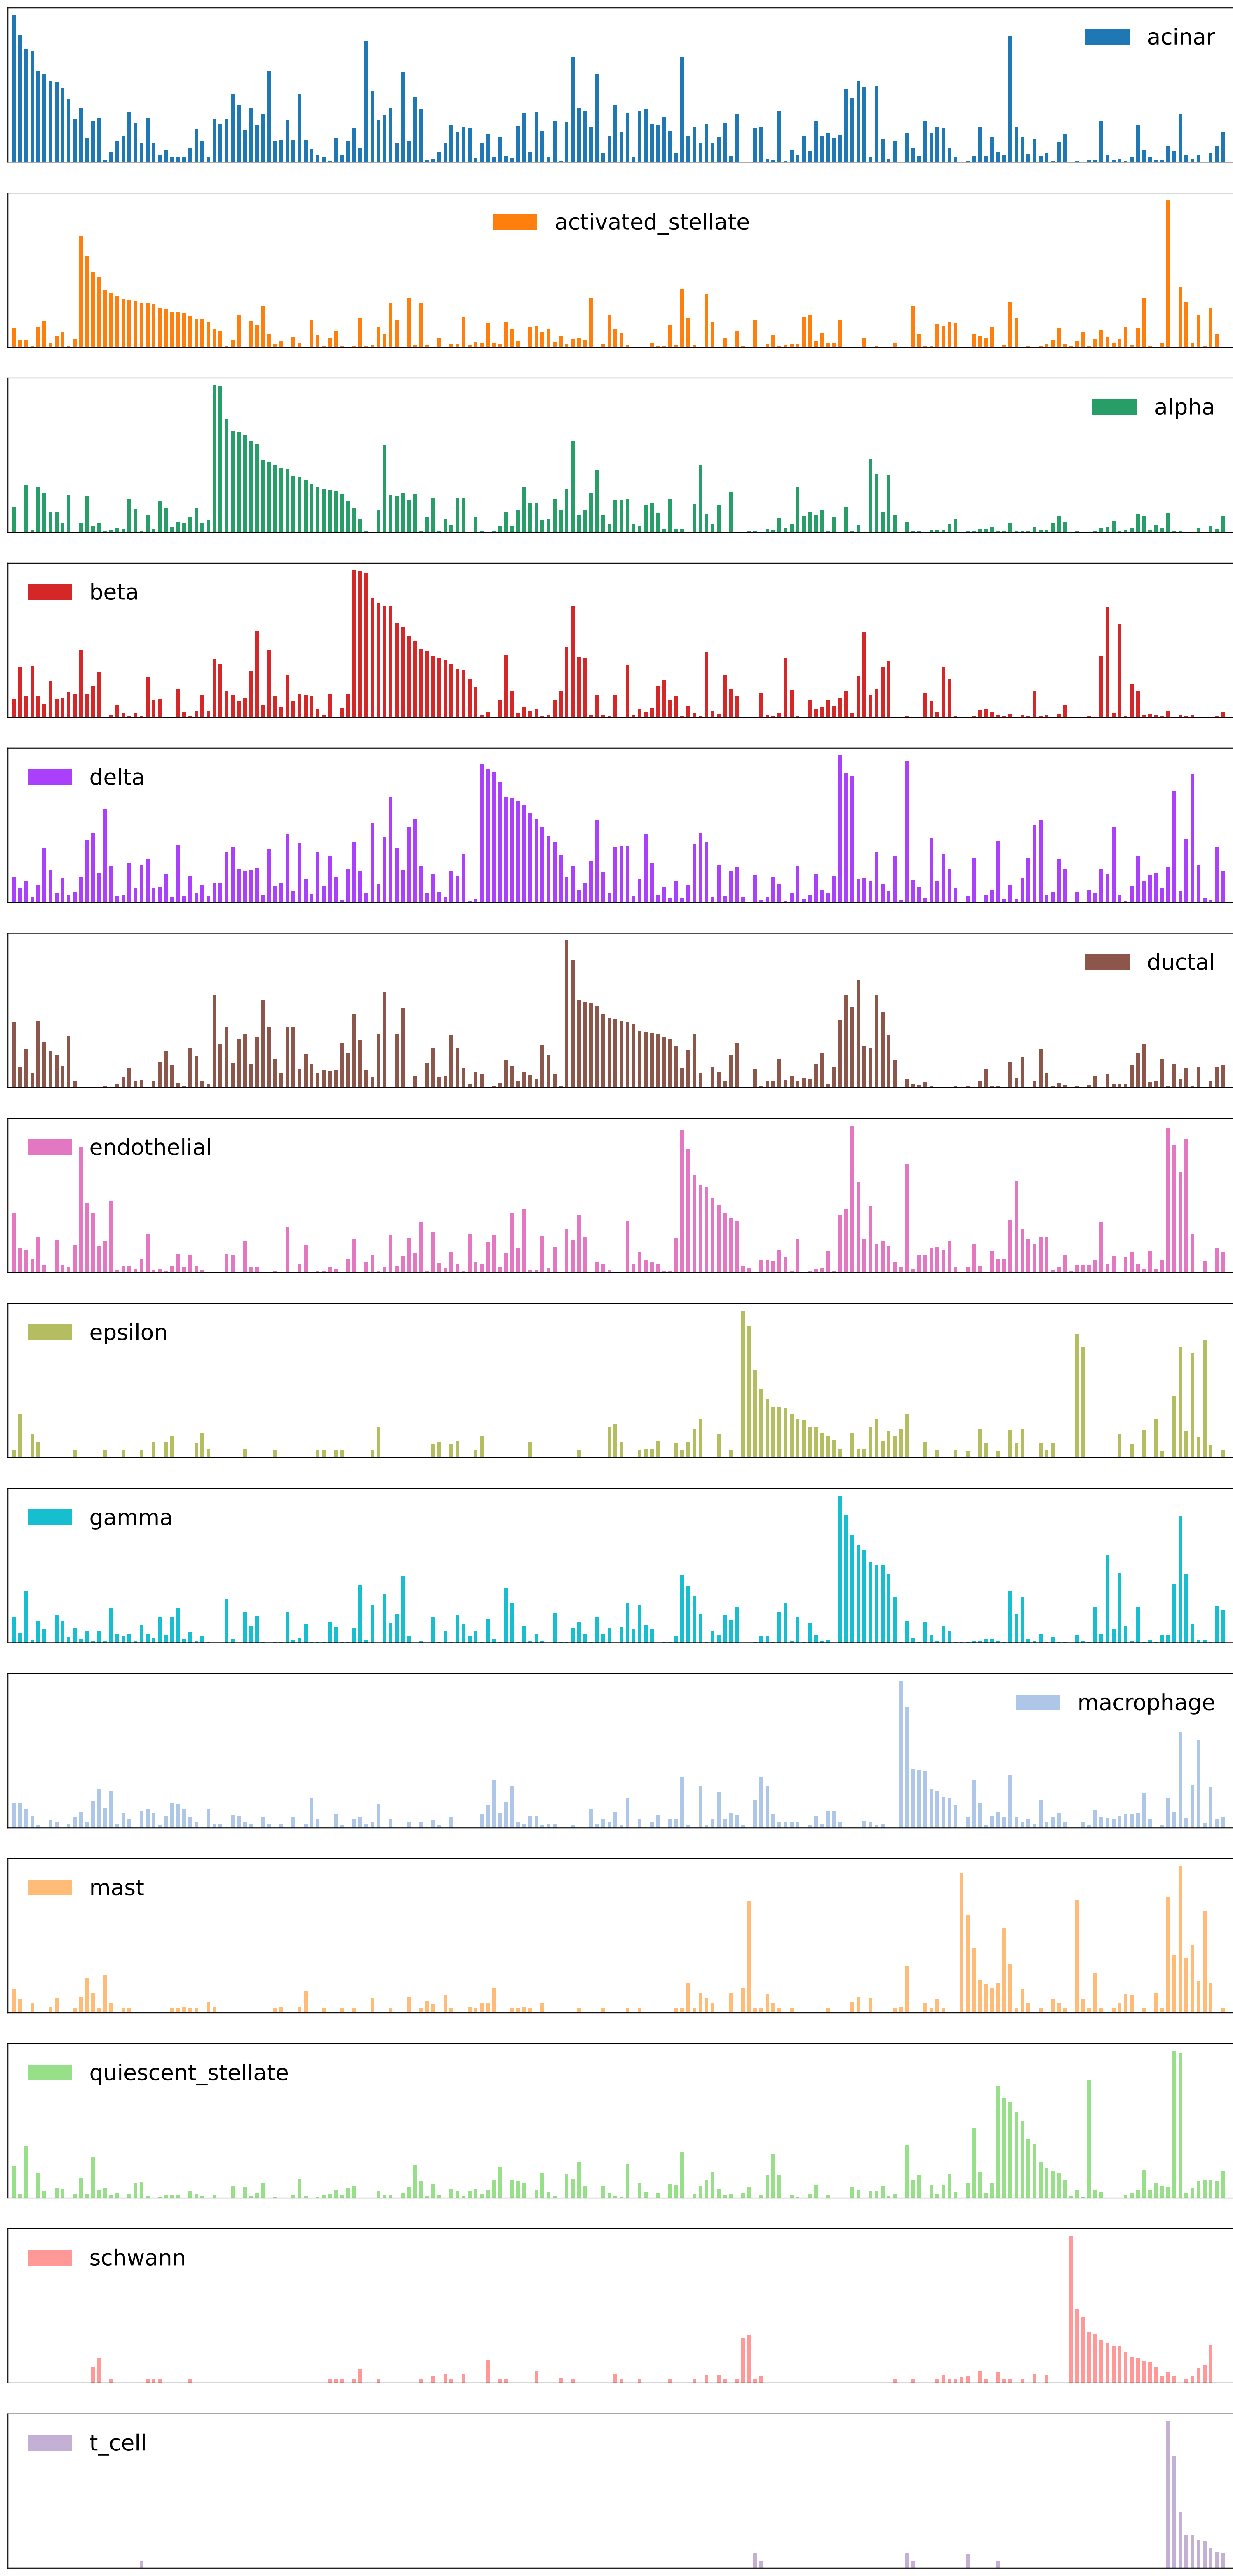 acinar
activated_stellate
alpha
beta
delta
ductal
endothelial
epsilon
gamma
macrophage
mast
quiescent_stellate
schwann
t_cell